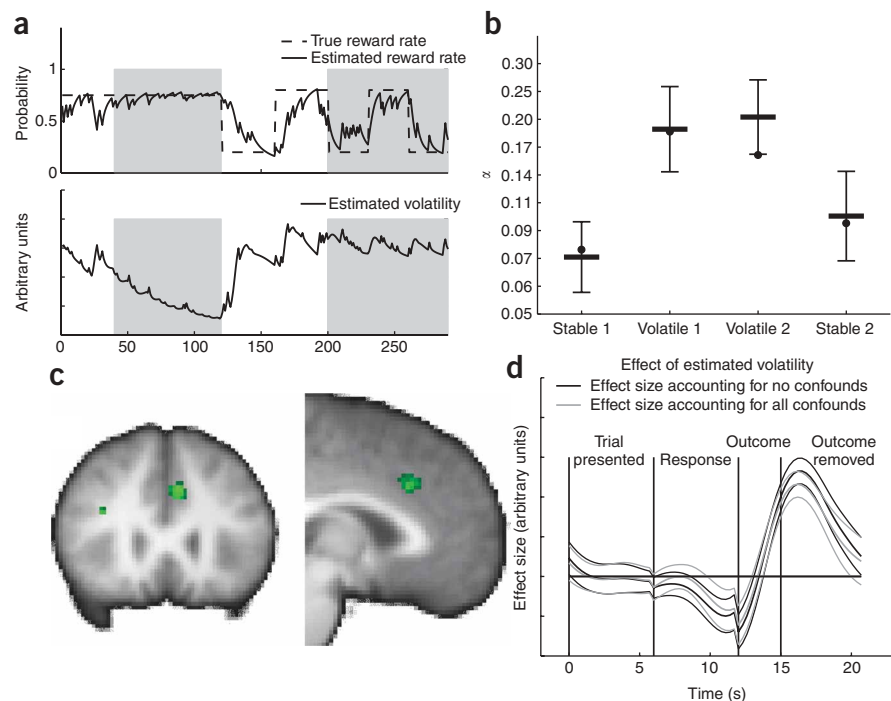 a
True reward rate
Estimated reward rate
Probability
1
0.5
0
Estimated volatility
Arbitrary units
0 50 100 150 200 250
b
α
0.30
0.20
0.17
0.14
0.11
0.09
0.07
0.05
Stable 1 Volatile 1 Volatile 2 Stable 2
c
d
Effect of estimated volatility
Effect size accounting for no confounds
Effect size accounting for all confounds
Effect size (arbitrary units)
Trial presented
Response
Outcome
Outcome removed
0 5 10 15 20
Time (s)